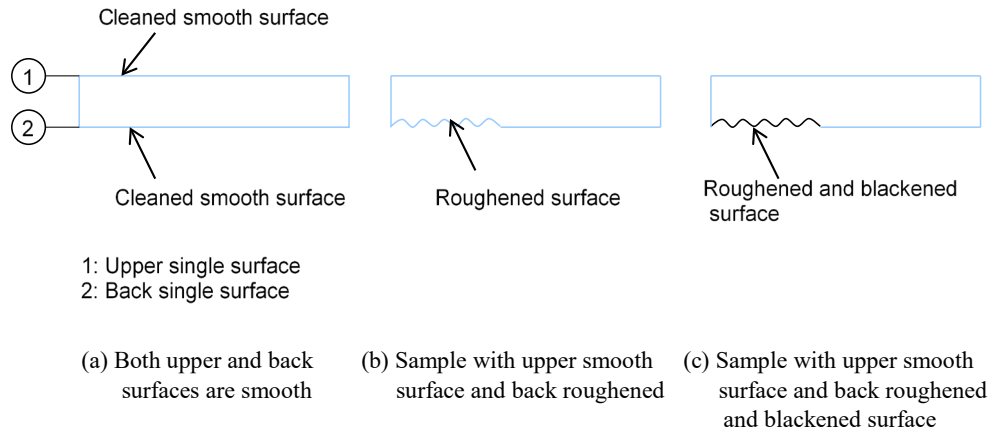 Cleaned smooth surface
1
2
Cleaned smooth surface
Roughened surface
Roughened and blackened
surface
1: Upper single surface
2: Back single surface
(a) Both upper and back
surfaces are smooth
(b) Sample with upper smooth
surface and back roughened
(c) Sample with upper smooth
surface and back roughened
and blackened surface